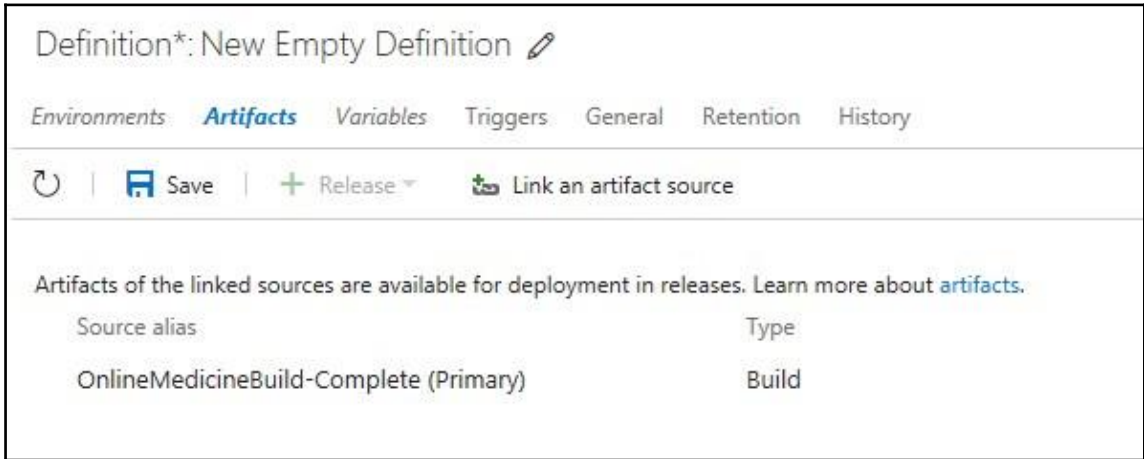 Definition*: New Empty Definition
Environments Artifacts Variables Triggers General Retention History
Save + Release Link an artifact source
Artifacts of the linked sources are available for deployment in releases. Learn more about artifacts.
Source alias Type
OnlineMedicineBuild-Complete (Primary) Build